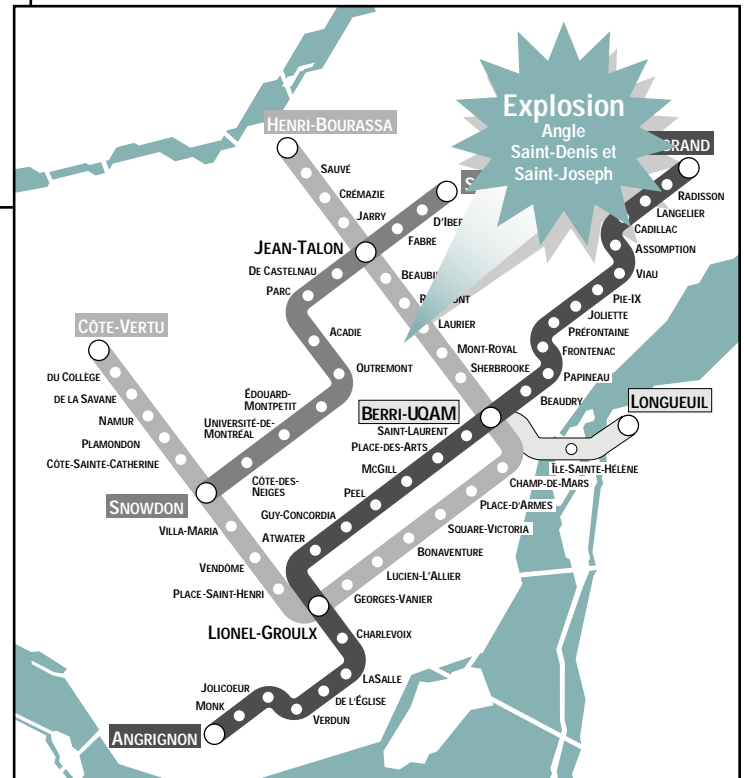 Explosion
Angle
Saint-Denis et
Saint-Joseph
HENRI-BOURASSA
SAUVÉ
CRÉMAZIE
JARRY
JEAN-TALON
DE CASTELNAU
PARC
ACADIE
OUTREMONT
ÉDOUARD-
MONTPETIT
UNIVERSITÉ-DE-
MONTRÉAL
CÔTE-DES-
NEIGES
FABRE
LAURIER
MONT-ROYAL
SHERBROOKE
RADISSON
LANGELIER
CADILLAC
ASSOMPTION
VIAU
PIE-IX
JOLIETTE
PRÉFONTAINE
FRONTENAC
PAPINEAU
BEAUDRY
BERRI-UQAM
LONGUEUIL
ÎLE-SAINTE-HÉLÈNE
CÔTE-VERTU
DU COLLÈGE
DE LA SAVANE
NAMUR
PLAMONDON
CÔTE-SAINTE-CATHERINE
SNOWDON
VILLA-MARIA
VENDÔME
PLACE-SAINT-HENRI
SAINT-LAURENT
PLACE-DES-ARTS
MCGILL
PEEL
GUY-CONCORDIA
ATWATER
CHAMP-DE-MARS
PLACE-D'ARMES
SQUARE-VICTORIA
BONAVENTURE
LUCIEN-L'ALLIER
GEORGES-VANIER
LIONEL-GROULX
CHARLEVOIX
LASALLE
DE L'ÉGLISE
VERDUN
JOLICOEUR
MONK
ANGRIGNON